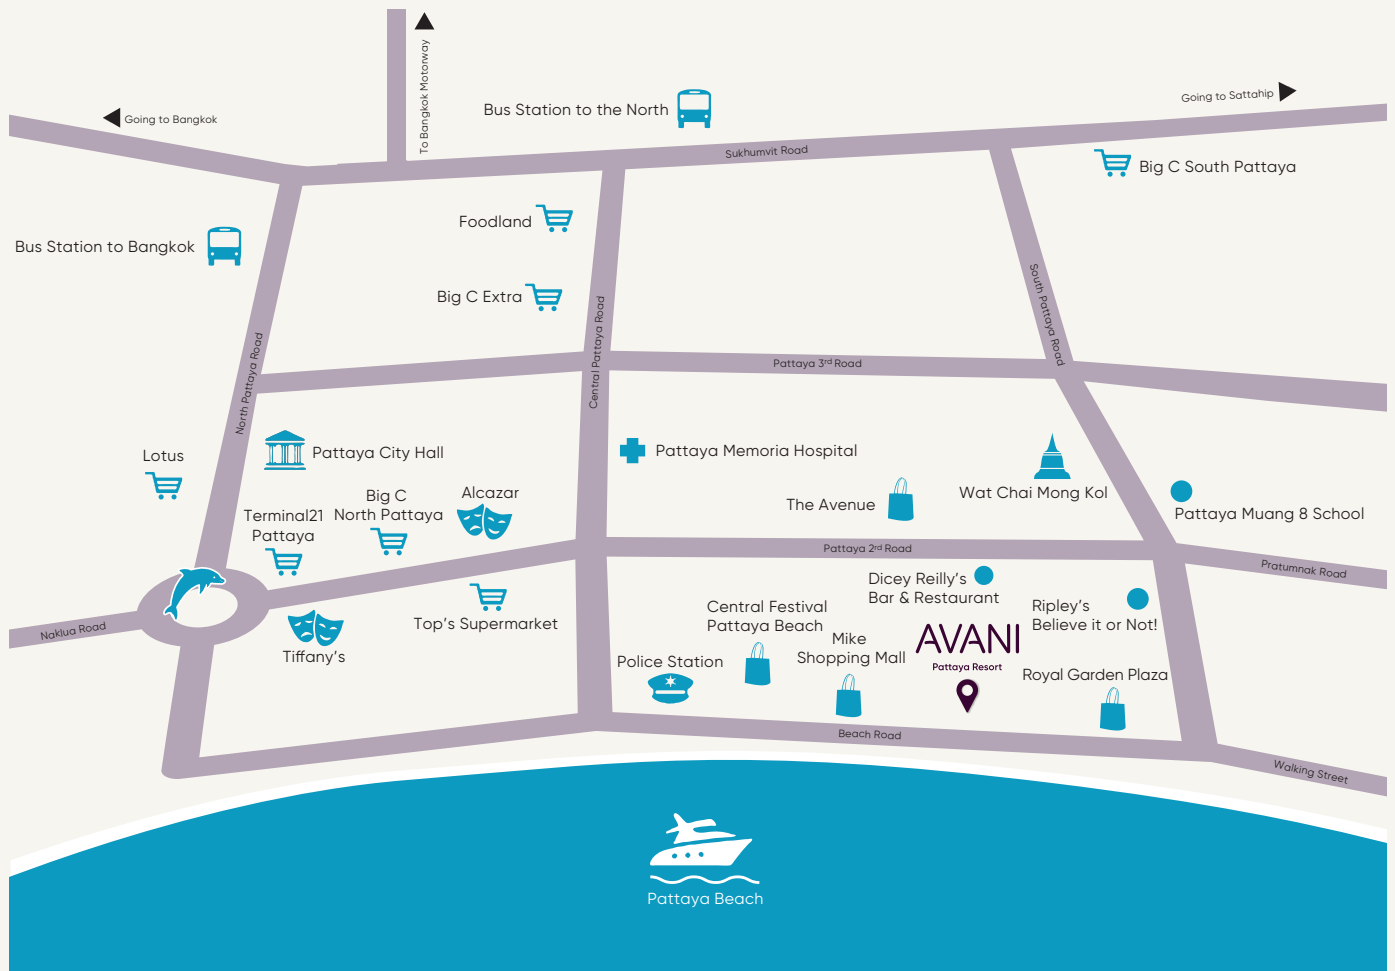 To Bangkok Motorway
Going to Bangkok
Bus Station to the North
Going to Sattahip
Sukhumvit Road
Big C South Pattaya
Foodland
Bus Station to Bangkok
Big C Extra
North Pattaya Road
Central Pattaya Road
South Pattaya Road
Pattaya 3rd Road
Lotus
Pattaya City Hall
Pattaya Memoria Hospital
Big C
North Pattaya
Alcazar
The Avenue
Wat Chai Mong Kol
Pattaya Muang 8 School
Terminal21
Pattaya
Pattaya 2rd Road
Pratumnak Road
Naklua Road
Tiffany's
Top's Supermarket
Dicey Reilly's
Bar & Restaurant
Ripley's
Believe it or Not!
Central Festival
Pattaya Beach
Mike
Shopping Mall
AVANI
Pattaya Resort
Police Station
Royal Garden Plaza
Beach Road
Walking Street
Pattaya Beach